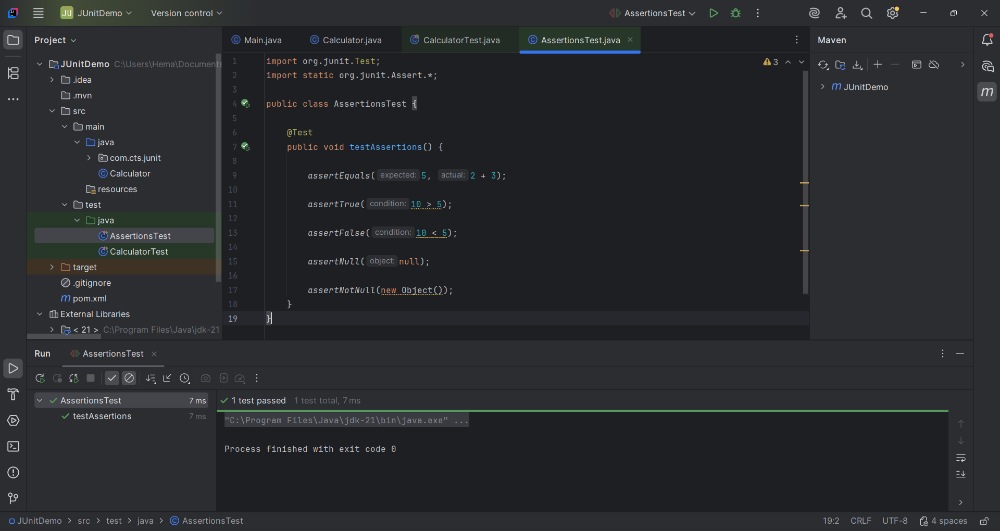 JU JUnitDemo Version control AssertionsTest
Project
Main.java Calculator.java CalculatorTest.java AssertionsTest.java
Maven
JUnitDemo C:\Users\Hema\Documents
.idea
.mvn
src
main
java
com.cts.junit
Calculator
resources
test
java
AssertionsTest
CalculatorTest
target
.gitignore
m pom.xml
External Libraries
< 21 > C:\Program Files\Java\jdk-21
1 import org.junit.Test;
2 import static org.junit.Assert.*;
3
4 public class AssertionsTest {
5
6 @Test
7 public void testAssertions() {
8
9 assertEquals( expected: 5, actual: 2 + 3);
10
11 assertTrue( condition: 10 > 5);
12
13 assertFalse( condition: 10 < 5);
14
15 assertNull( object: null);
16
17 assertNotNull(new Object());
18 }
19 }
3
m JUnitDemo
m
Run AssertionsTest
AssertionsTest 7 ms
testAssertions 7 ms
1 test passed 1 test total, 7 ms
"C:\Program Files\Java\jdk-21\bin\java.exe" ...
Process finished with exit code 0
JUnitDemo > src > test > java > AssertionsTest
19:2 CRLF UTF-8 4 spaces